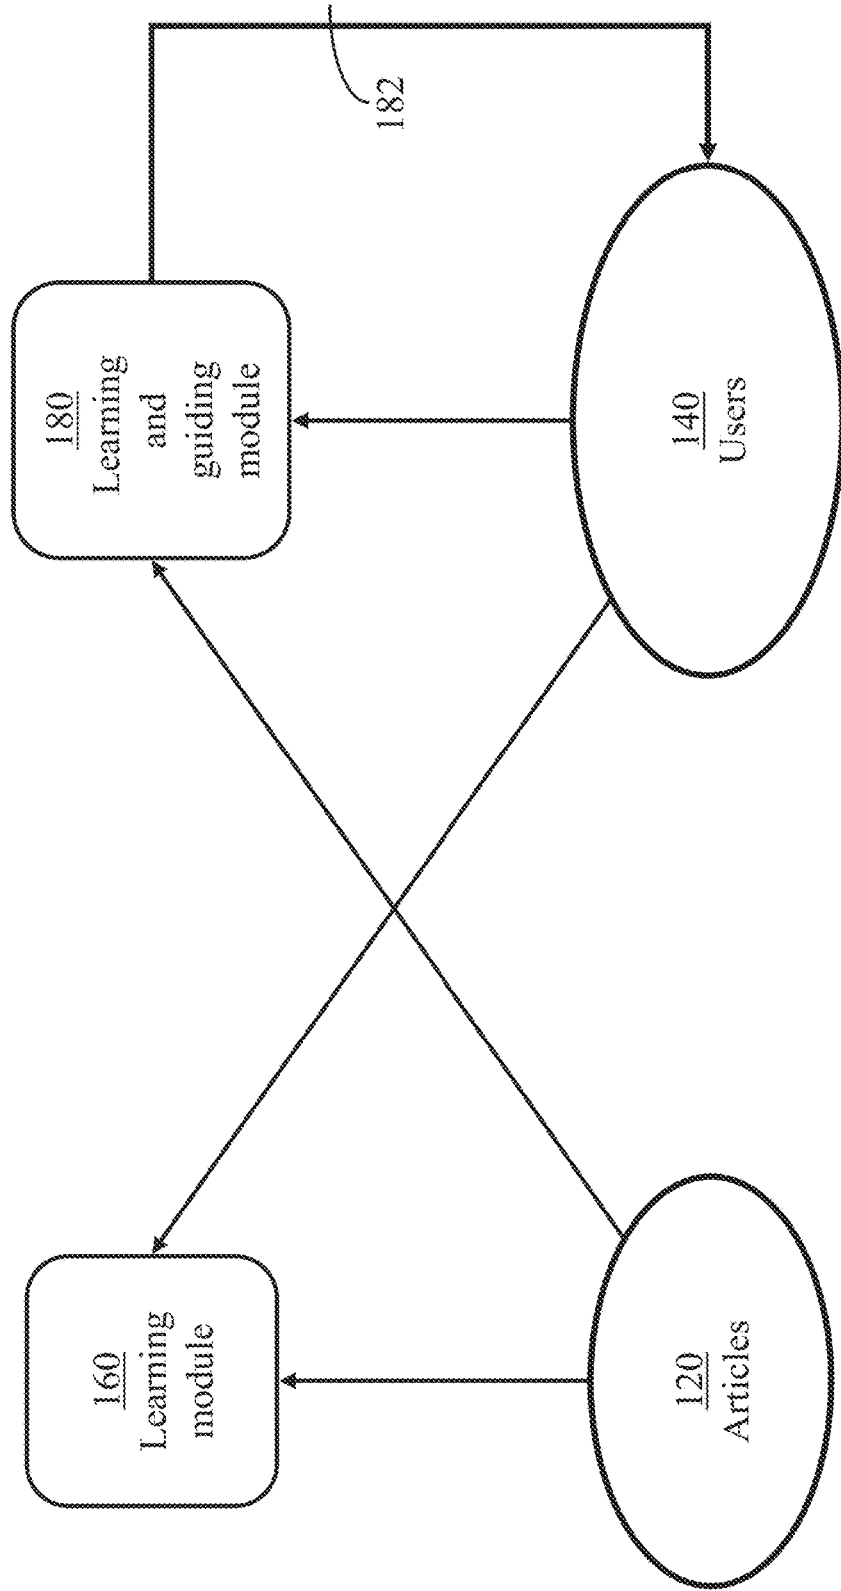 160
Learning
module
180
Learning
and
guiding
module
182
120
Articles
140
Users